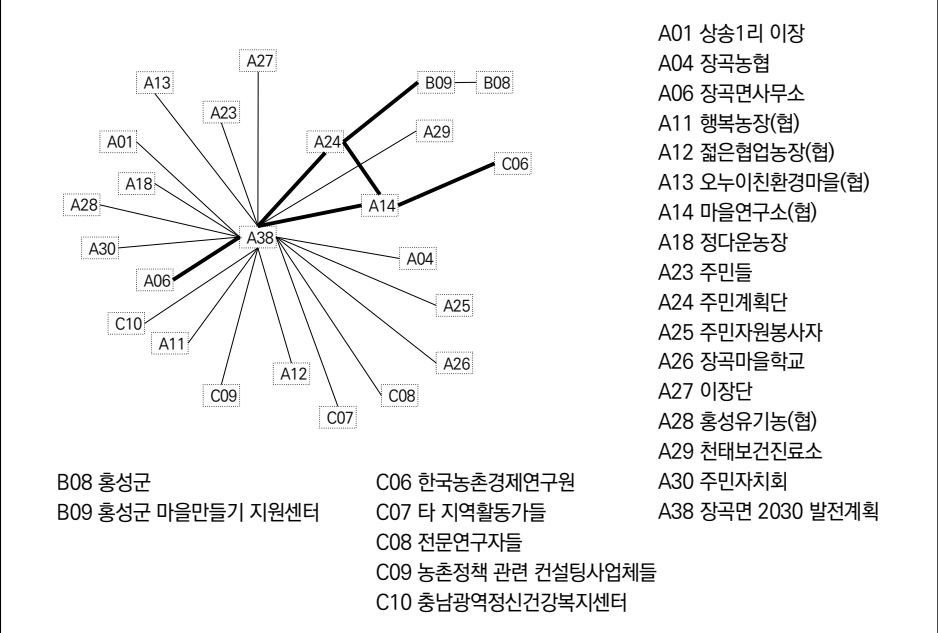 A27
A13
B09
B08
A23
A29
A01
A24
C06
A18
A28
A14
A38
A30
A04
A06
A25
C10
A11
A26
A12
C09
C08
C07
A01 상송1리 이장
A04 장곡농협
A06 장곡면사무소
A11 행복농장(협)
A12 젊은협업농장(협)
A13 오누이친환경마을(협)
A14 마을연구소(협)
A18 정다운농장
A23 주민들
A24 주민계획단
A25 주민자원봉사자
A26 장곡마을학교
A27 이장단
A28 홍성유기농(협)
A29 천태보건진료소
A30 주민자치회
A38 장곡면 2030 발전계획
B08 홍성군
B09 홍성군 마을만들기 지원센터
C06 한국농촌경제연구원
C07 타 지역활동가들
C08 전문연구자들
C09 농촌정책 관련 컨설팅사업체들
C10 충남광역정신건강복지센터